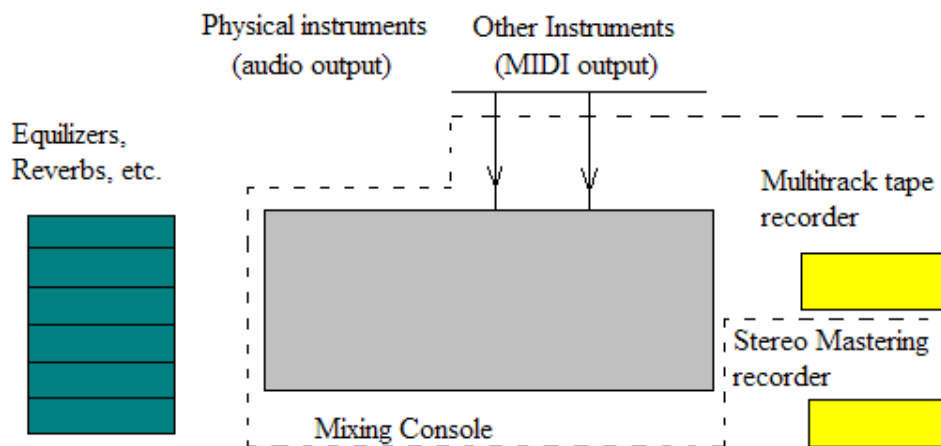 Physical instruments
(audio output)
Other Instruments
(MIDI output)
Equilizers,
Reverbs, etc.
Multitrack tape
recorder
Stereo Mastering
recorder
Mixing Console